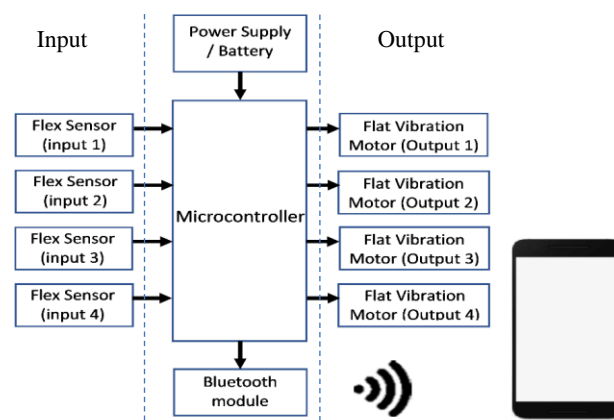 Input
Power Supply
/ Battery
Output
Flex Sensor
(input 1)
Flex Sensor
(input 2)
Flex Sensor
(input 3)
Flex Sensor
(input 4)
Microcontroller
Flat Vibration
Motor (Output 1)
Flat Vibration
Motor (Output 2)
Flat Vibration
Motor (Output 3)
Flat Vibration
Motor (Output 4)
Bluetooth
module